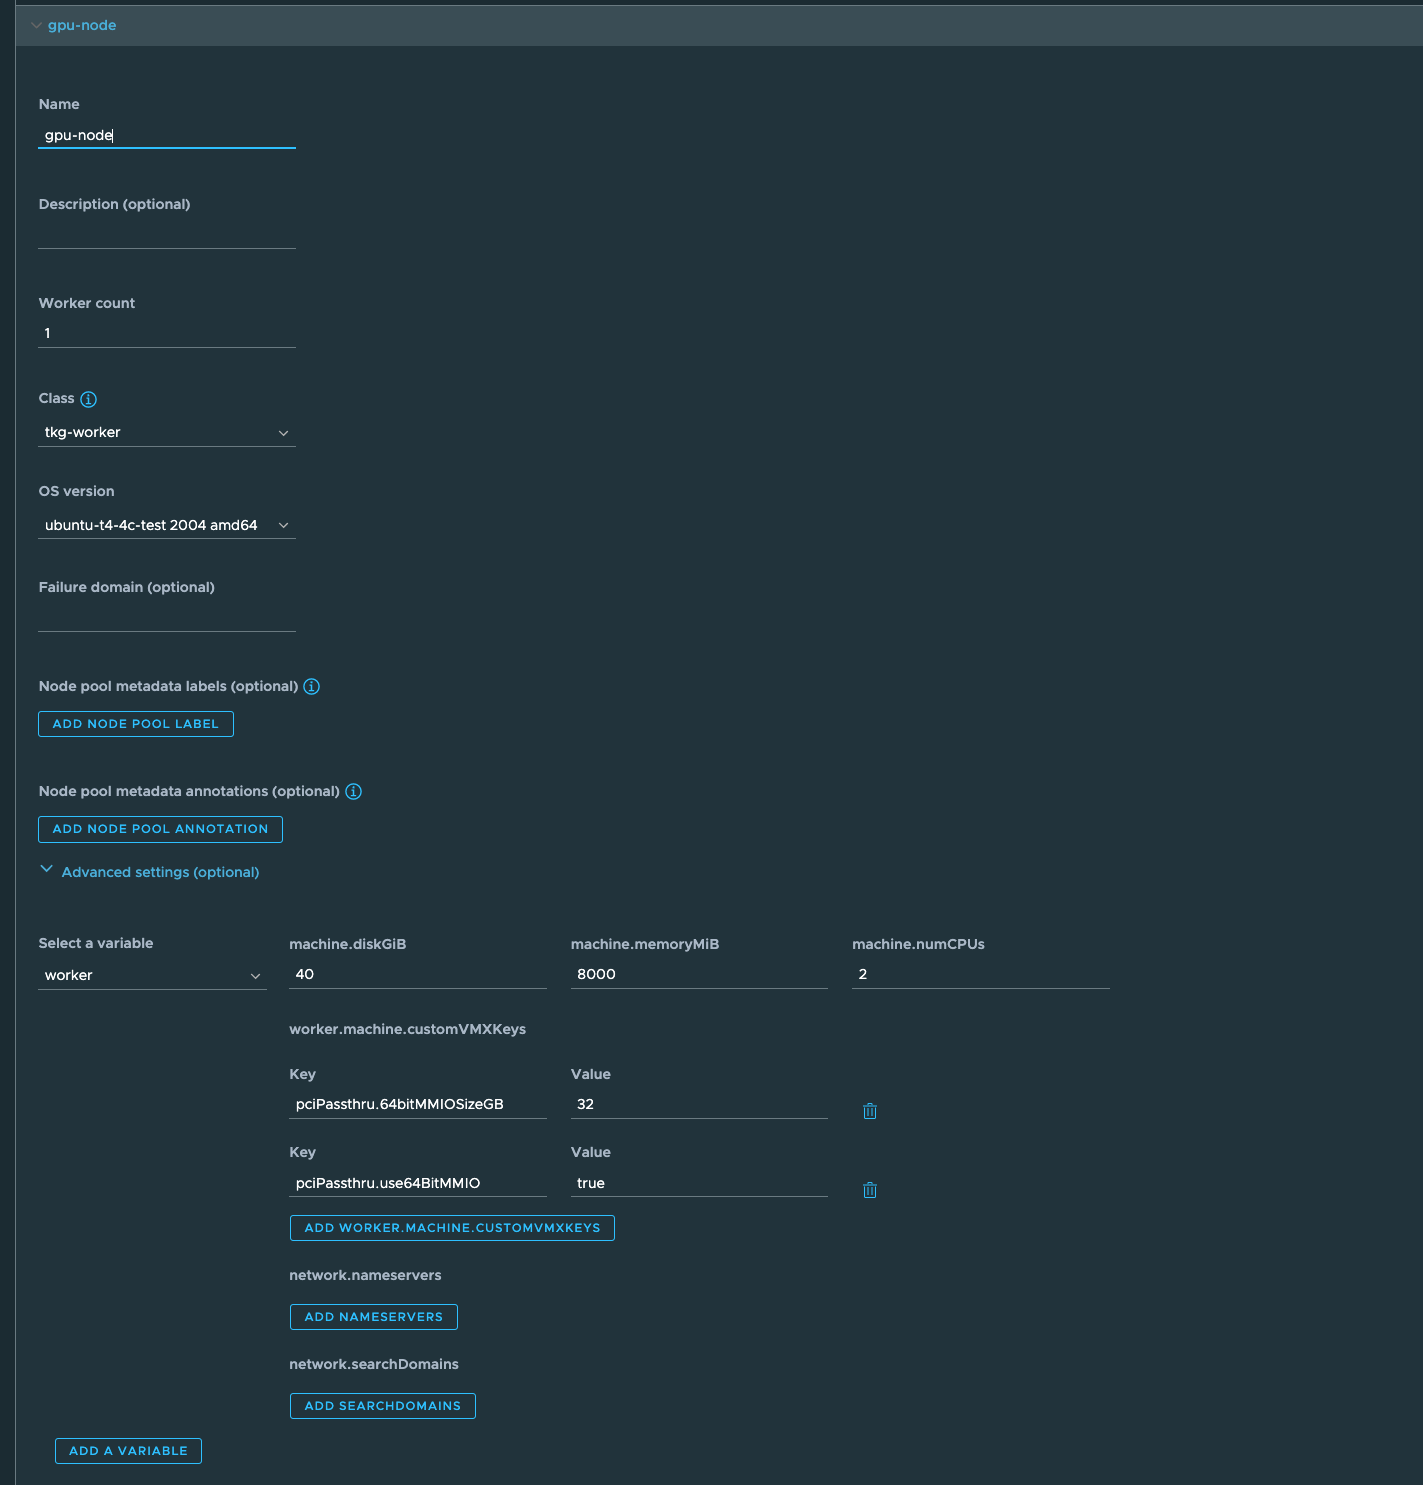 gpu-node
Name
gpu-node
Description (optional)
Worker count
1
Class
tkg-worker
OS version
ubuntu-t4-4c-test 2004 amd64
Failure domain (optional)
Node pool metadata labels (optional)
ADD NODE POOL LABEL
Node pool metadata annotations (optional)
ADD NODE POOL ANNOTATION
Advanced settings (optional)
Select a variable machine.diskGiB machine.memoryMiB machine.numCPUs
worker 40 8000 2
worker.machine.customVMXKeys
Key Value
pciPassthru.64bitMMIOSizeGB 32
Key Value
pciPassthru.use64BitMMIO true
ADD WORKER.MACHINE.CUSTOMVMXKEYS
network.nameservers
ADD NAMESERVERS
network.searchDomains
ADD SEARCHDOMAINS
ADD A VARIABLE